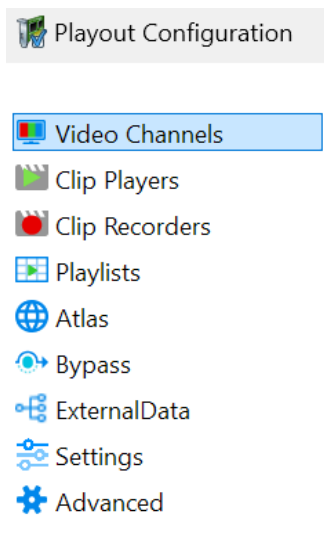 Playout Configuration
Video Channels
Clip Players
Clip Recorders
Playlists
Atlas
Bypass
ExternalData
Settings
Advanced